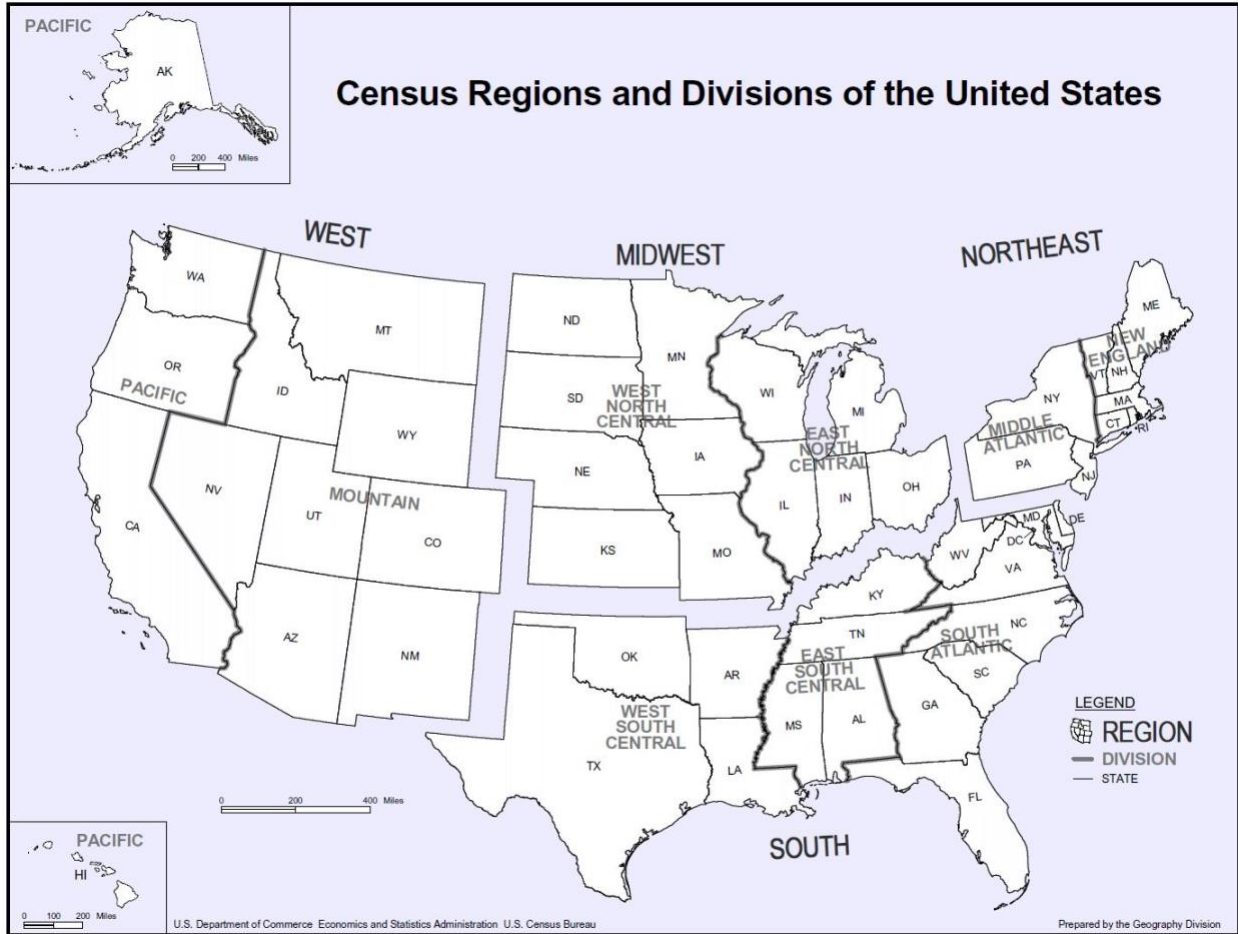 PACIFIC
AK
0 200 400 Miles
Census Regions and Divisions of the United States
WEST
MIDWEST
NORTHEAST
WA
MT
OR
ID
PACIFIC
WY
NV
UT
MOUNTAIN
CO
CA
AZ
NM
ND
MN
SD
WEST
NORTH
CENTRAL
NE
IA
KS
MO
WI
MI
EAST
NORTH
CENTRAL
IL
IN
OH
ME
NEW
ENGLAND
VT
NH
NY
MA
CT
RI
MIDDLE
ATLANTIC
PA
NJ
MD
DE
DC
WV
VA
KY
NC
TN
SOUTH
ATLANTIC
SC
EAST
SOUTH
CENTRAL
OK
AR
WEST
SOUTH
CENTRAL
MS
AL
GA
TX
LA
FL
SOUTH
LEGEND
REGION
DIVISION
STATE
0 200 400 Miles
PACIFIC
HI
0 100 200 Miles
U.S. Department of Commerce Economics and Statistics Administration U.S. Census Bureau
Prepared by the Geography Division